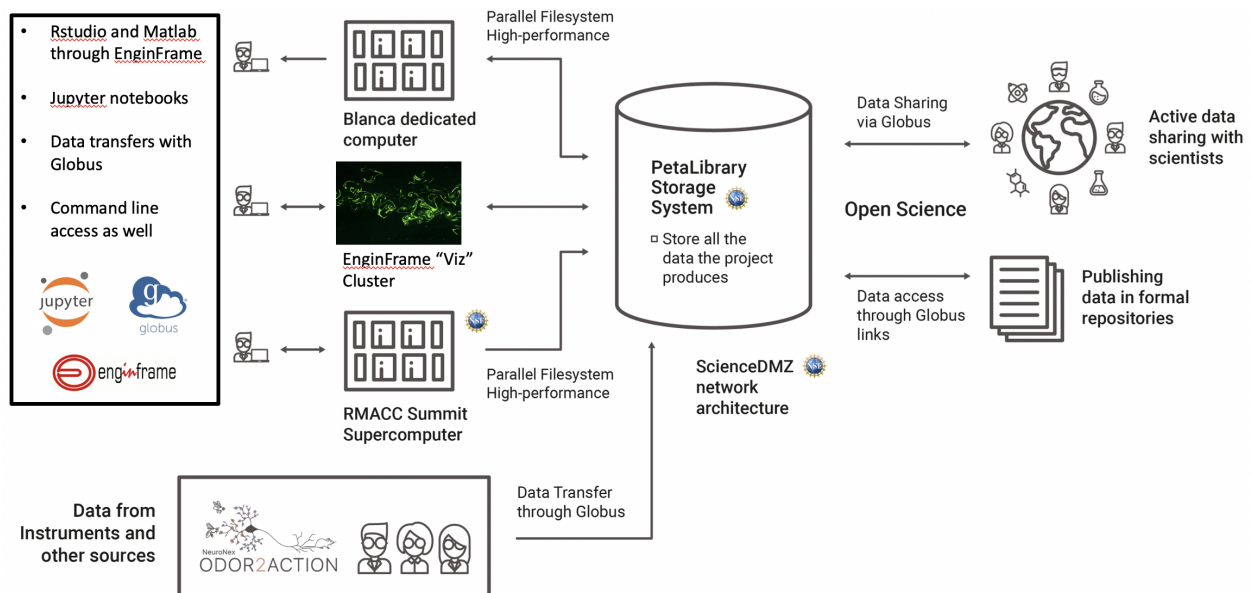 Rstudio and Matlab
through EnginFrame
Jupyter notebooks
Data transfers with
Globus
Command line
access as well
jupyter
g
globus
enginframe
Blanca dedicated
computer
EnginFrame “Viz”
Cluster
RMACC Summit
Supercomputer
Parallel Filesystem
High-performance
Parallel Filesystem
High-performance
PetaLibrary
Storage
System
NSF
Store all the
data the project
produces
NSF
ScienceDMZ
network
architecture
NSF
Data Sharing
via Globus
Open Science
Data access
through Globus
links
Active data
sharing with
scientists
Publishing
data in formal
repositories
Data from
Instruments and
other sources
NeuroNex
ODOR2ACTION
Data Transfer
through Globus